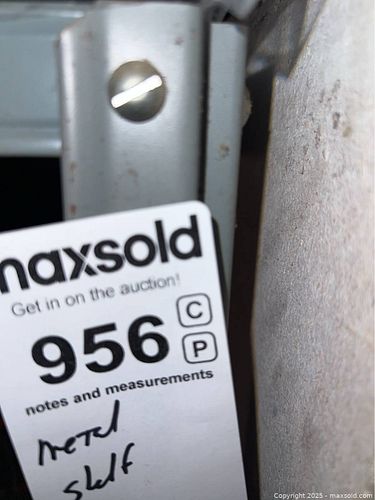 maxsold
Get in on the auction!
956 C
P
notes and measurements
metal
shelf
Copyright 2025 - maxsold.com